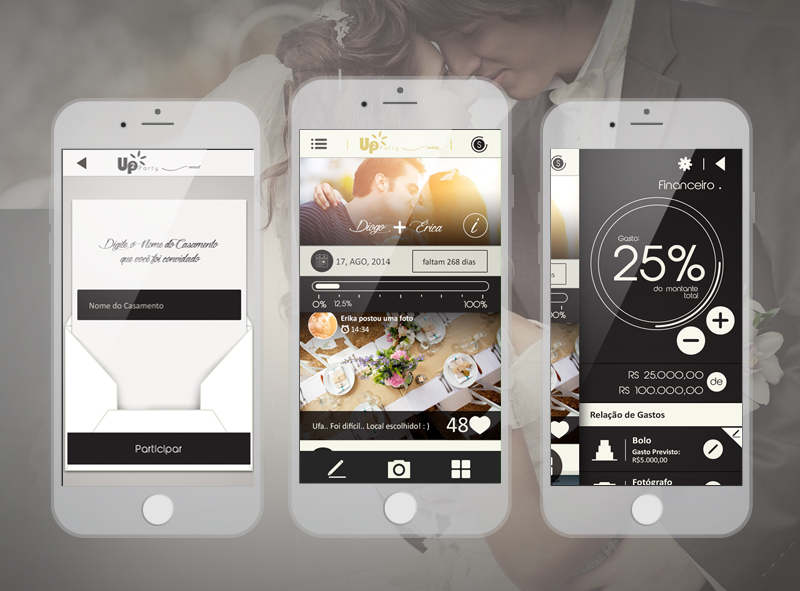 Up Party
Digite o Nome do Casamento
que você foi convidado
Nome do Casamento
Participar
Up Party
S
Diogo + Érica
i
17, AGO, 2014
faltam 268 dias
0%
12.5%
100%
Erika postou uma foto
14:34
Ufa.. Foi difícil.. Local escolhido! : )
48
Financeiro .
Gasto:
25%
do montante
total
R$ 25.000,00
de
R$ 100.000,00
Relação de Gastos
Bolo
Gasto Previsto:
R$5.000,00
Fotógrafo